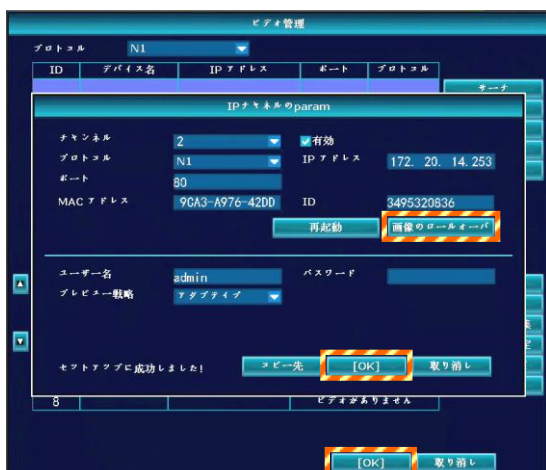 ビデオ管理
プロトコル N1
ID デバイス名 IPアドレス ポート プロトコル
サーチ
IPチャネルのparam
チャンネル 2 有効
プロトコル N1 IPアドレス 172. 20. 14.253
ポート 80
MACアドレス 9CA3-A976-42DD ID 3495320836
再起動 画像のロールオーバ
ユーザー名 admin パスワード
プレビュー戦略 アダプティブ
セットアップに成功しました! コピー先 [OK] 取り消し
8 ビデオがありません
[OK] 取り消し